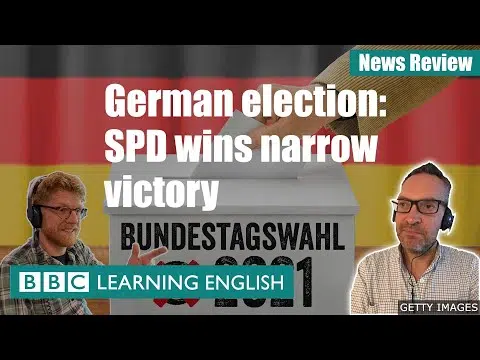 News Review
German election:
SPD wins narrow
victory
BUNDESTAGSWAHL
2021
BBC LEARNING ENGLISH
GETTY IMAGES